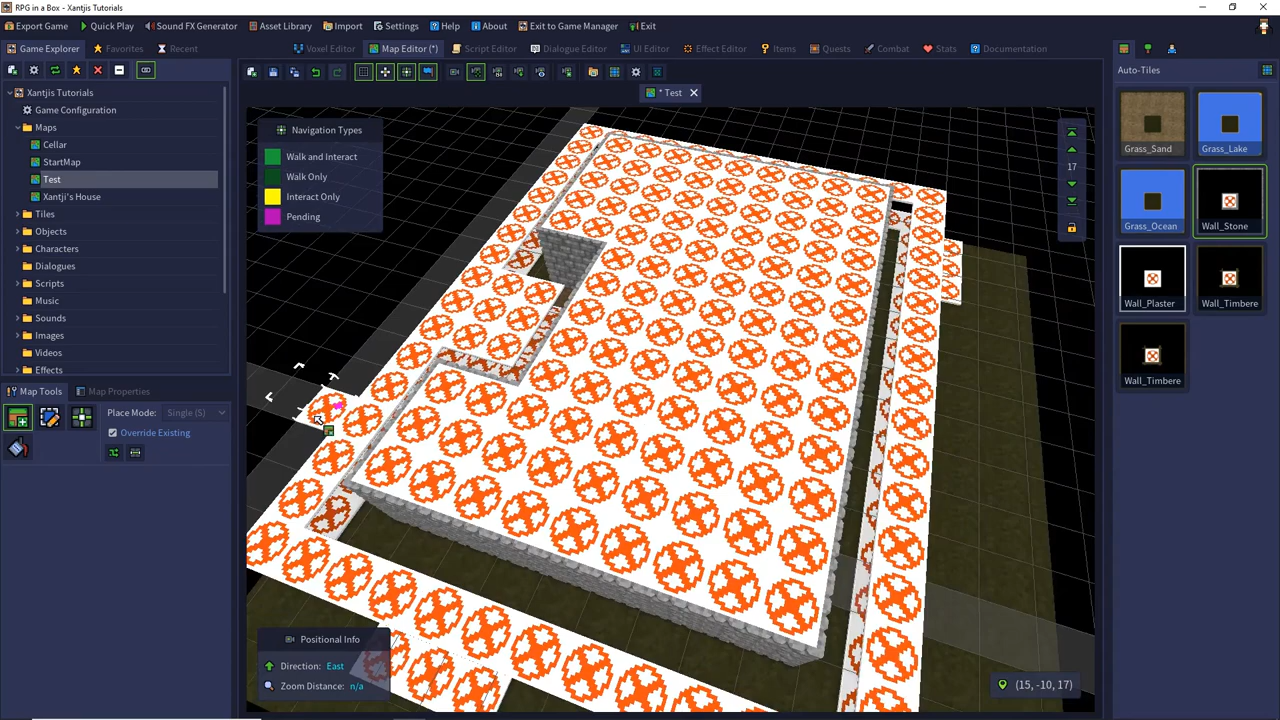 RPG in a Box - Xantjis Tutorials
Export Game Quick Play Sound FX Generator Asset Library Import Settings Help About Exit to Game Manager Exit
Game Explorer Favorites Recent Voxel Editor Map Editor (*) Script Editor Dialogue Editor UI Editor Effect Editor Items Quests Combat Stats Documentation
* Test
Xantjis Tutorials
Game Configuration
Maps
Cellar
StartMap
Test
Xantji's House
Tiles
Objects
Characters
Dialogues
Scripts
Music
Sounds
Images
Videos
Effects
Map Tools Map Properties
Place Mode: Single (S)
Override Existing
Navigation Types
Walk and Interact
Walk Only
Interact Only
Pending
17
Positional Info
Direction: East
Zoom Distance: n/a
(15, -10, 17)
Auto-Tiles
Grass_Sand Grass_Lake
Grass_Ocean Wall_Stone
Wall_Plaster Wall_Timbere
Wall_Timbere